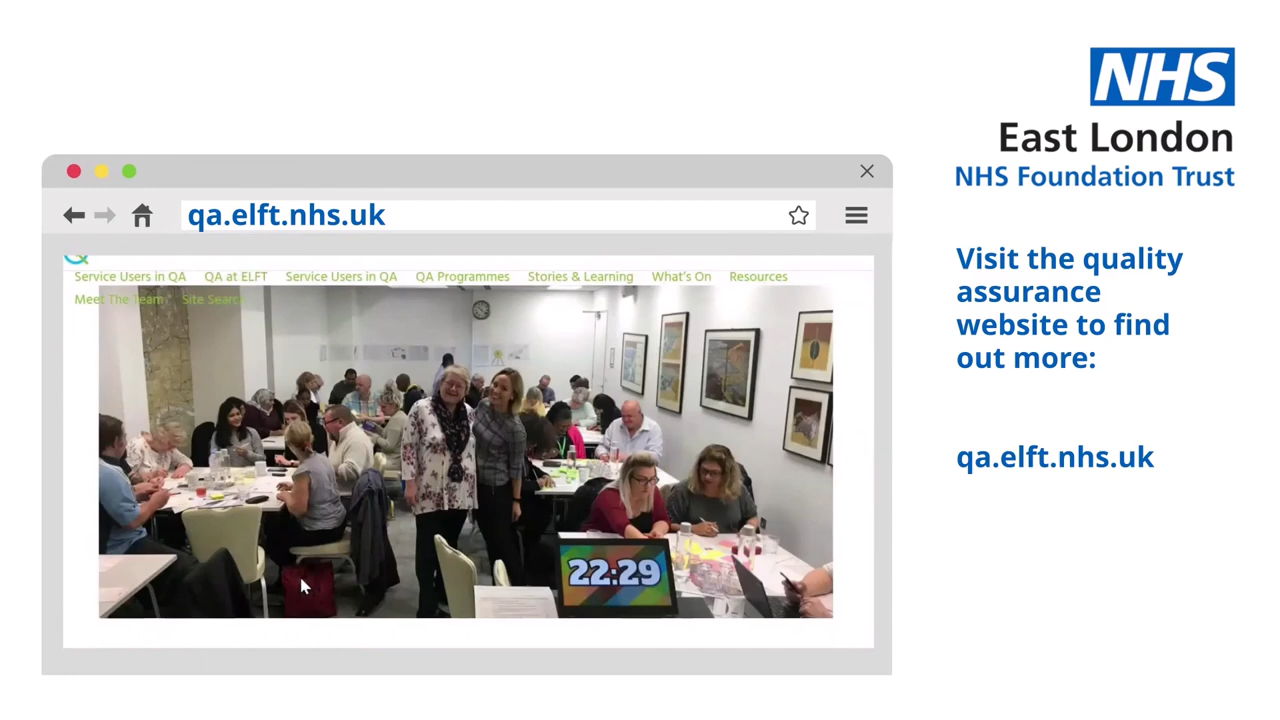 NHS
East London
NHS Foundation Trust
qa.elft.nhs.uk
Service Users in QA QA at ELFT Service Users in QA QA Programmes Stories & Learning What's On Resources
Meet The Team Site Search
22:29
Visit the quality
assurance
website to find
out more:
qa.elft.nhs.uk